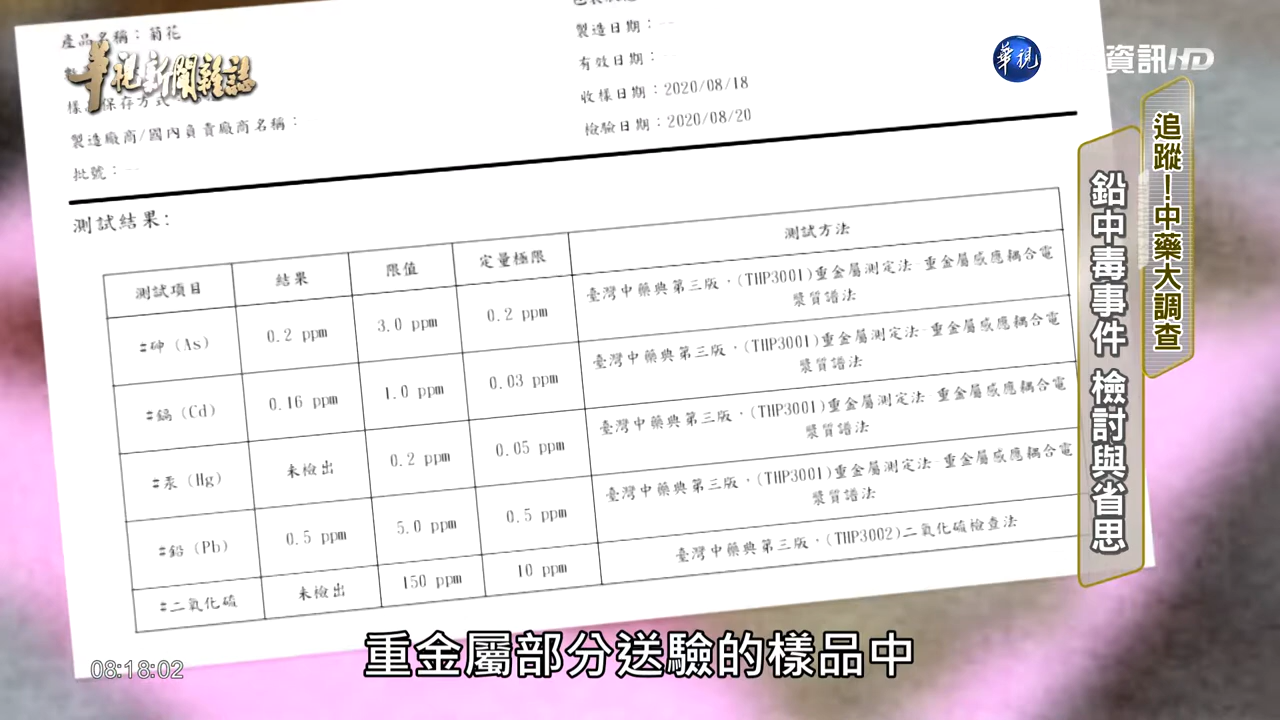 產品名稱：菊花
樣品保存方式
製造廠商/國內負責廠商名稱：
批號：--
製造日期：--
有效日期：--
收樣日期：2020/08/18
檢驗日期：2020/08/20
華視新聞雜誌
華視
資訊HD
追蹤！中藥大調查
鉛中毒事件 檢討與省思
測試結果：
測試項目 結果 限值 定量極限 測試方法
#砷 (As) 0.2 ppm 3.0 ppm 0.2 ppm 臺灣中藥典第三版，(THP3001)重金屬測定法-重金屬感應耦合電
漿質譜法
#鎘 (Cd) 0.16 ppm 1.0 ppm 0.03 ppm 臺灣中藥典第三版，(THP3001)重金屬測定法-重金屬感應耦合電
漿質譜法
#汞 (Hg) 未檢出 0.2 ppm 0.05 ppm 臺灣中藥典第三版，(THP3001)重金屬測定法-重金屬感應耦合電
漿質譜法
#鉛 (Pb) 0.5 ppm 5.0 ppm 0.5 ppm 臺灣中藥典第三版，(THP3001)重金屬測定法-重金屬感應耦合電
漿質譜法
#二氧化硫 未檢出 150 ppm 10 ppm 臺灣中藥典第三版，(THP3002)二氧化硫檢查法
重金屬部分送驗的樣品中
08:18:02